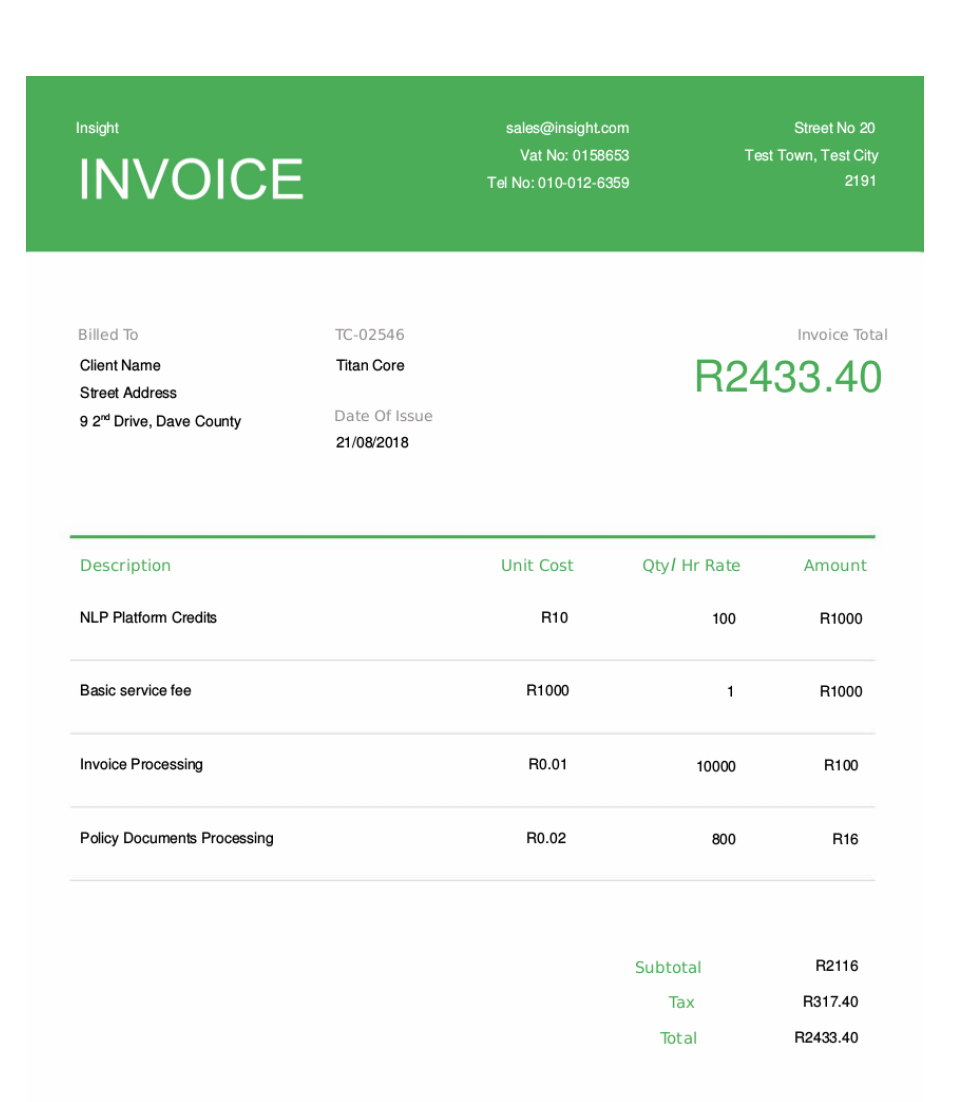 Insight
INVOICE
sales@insight.com
Vat No: 0158653
Tel No: 010-012-6359
Street No 20
Test Town, Test City
2191
Billed To
Client Name
Street Address
9 2nd Drive, Dave County
TC-02546
Titan Core
Date Of Issue
21/08/2018
Invoice Total
R2433.40
Description Unit Cost Qty/ Hr Rate Amount
NLP Platform Credits R10 100 R1000
Basic service fee R1000 1 R1000
Invoice Processing R0.01 10000 R100
Policy Documents Processing R0.02 800 R16
Subtotal R2116
Tax R317.40
Total R2433.40